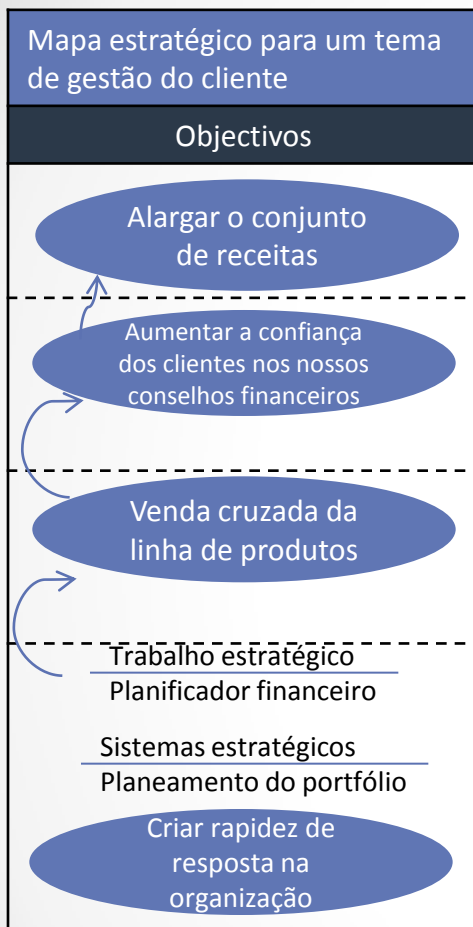 Mapa estratégico para um tema
de gestão do cliente
Objectivos
Alargar o conjunto
de receitas
Aumentar a confiança
dos clientes nos nossos
conselhos financeiros
Venda cruzada da
linha de produtos
Trabalho estratégico
Planificador financeiro
Sistemas estratégicos
Planeamento do portfólio
Criar rapidez de
resposta na
organização